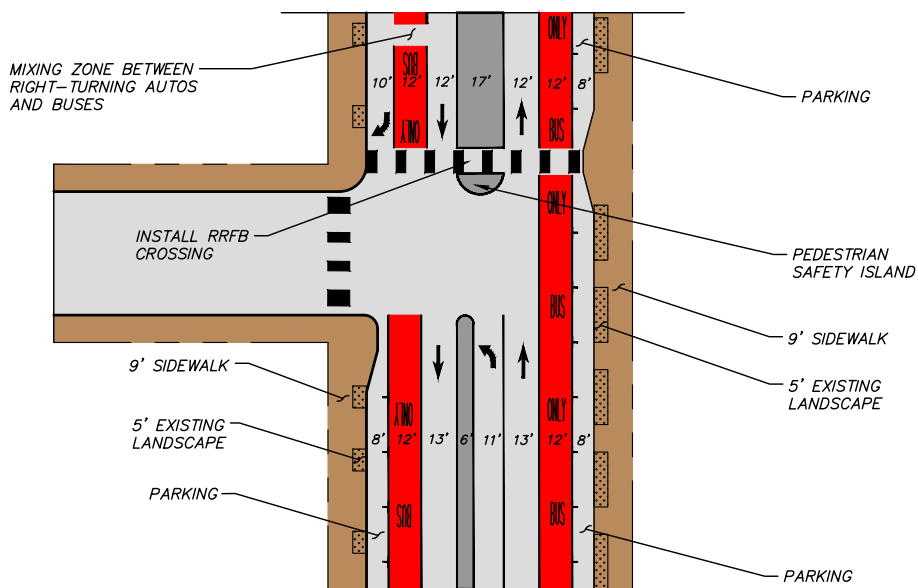 ONLY
MIXING ZONE BETWEEN
RIGHT-TURNING AUTOS
AND BUSES
BUS
10'
12'
12'
17'
12'
12'
8'
PARKING
ONLY
BUS
INSTALL RRFB
CROSSING
ONLY
PEDESTRIAN
SAFETY ISLAND
BUS
9' SIDEWALK
9' SIDEWALK
5' EXISTING
LANDSCAPE
5' EXISTING
LANDSCAPE
ONLY
ONLY
8'
12'
13'
6'
11'
13'
12'
8'
PARKING
BUS
BUS
PARKING